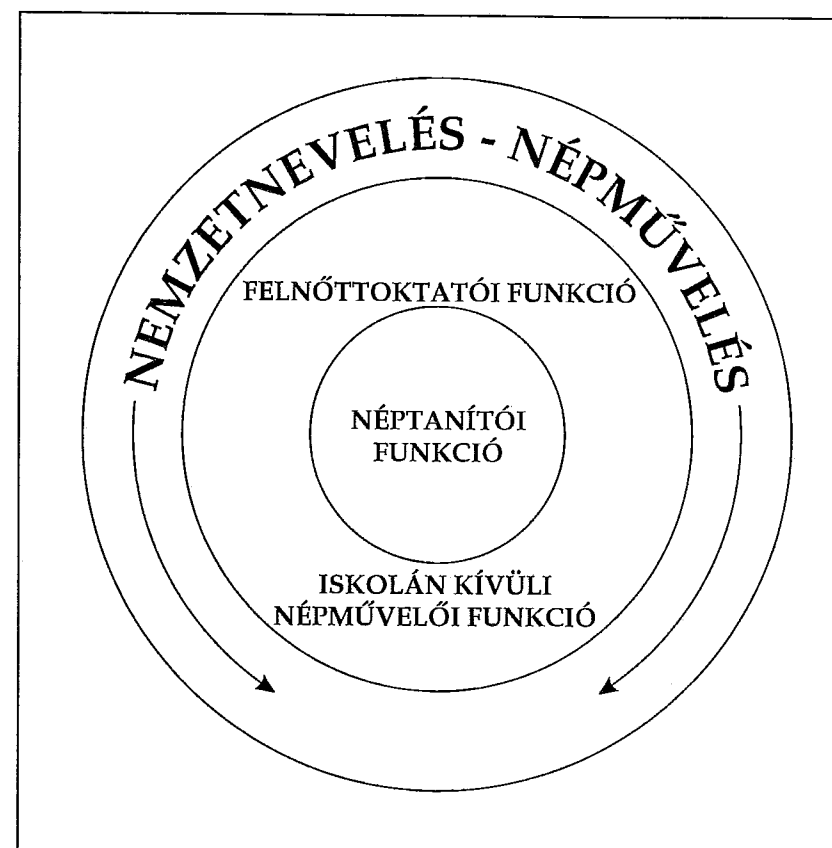 NEMZETNEVELÉS - NÉPMŰVELÉS
FELNŐTTOKTATÓI FUNKCIÓ
NÉPTANÍTÓI
FUNKCIÓ
ISKOLÁN KÍVÜLI
NÉPMŰVELŐI FUNKCIÓ